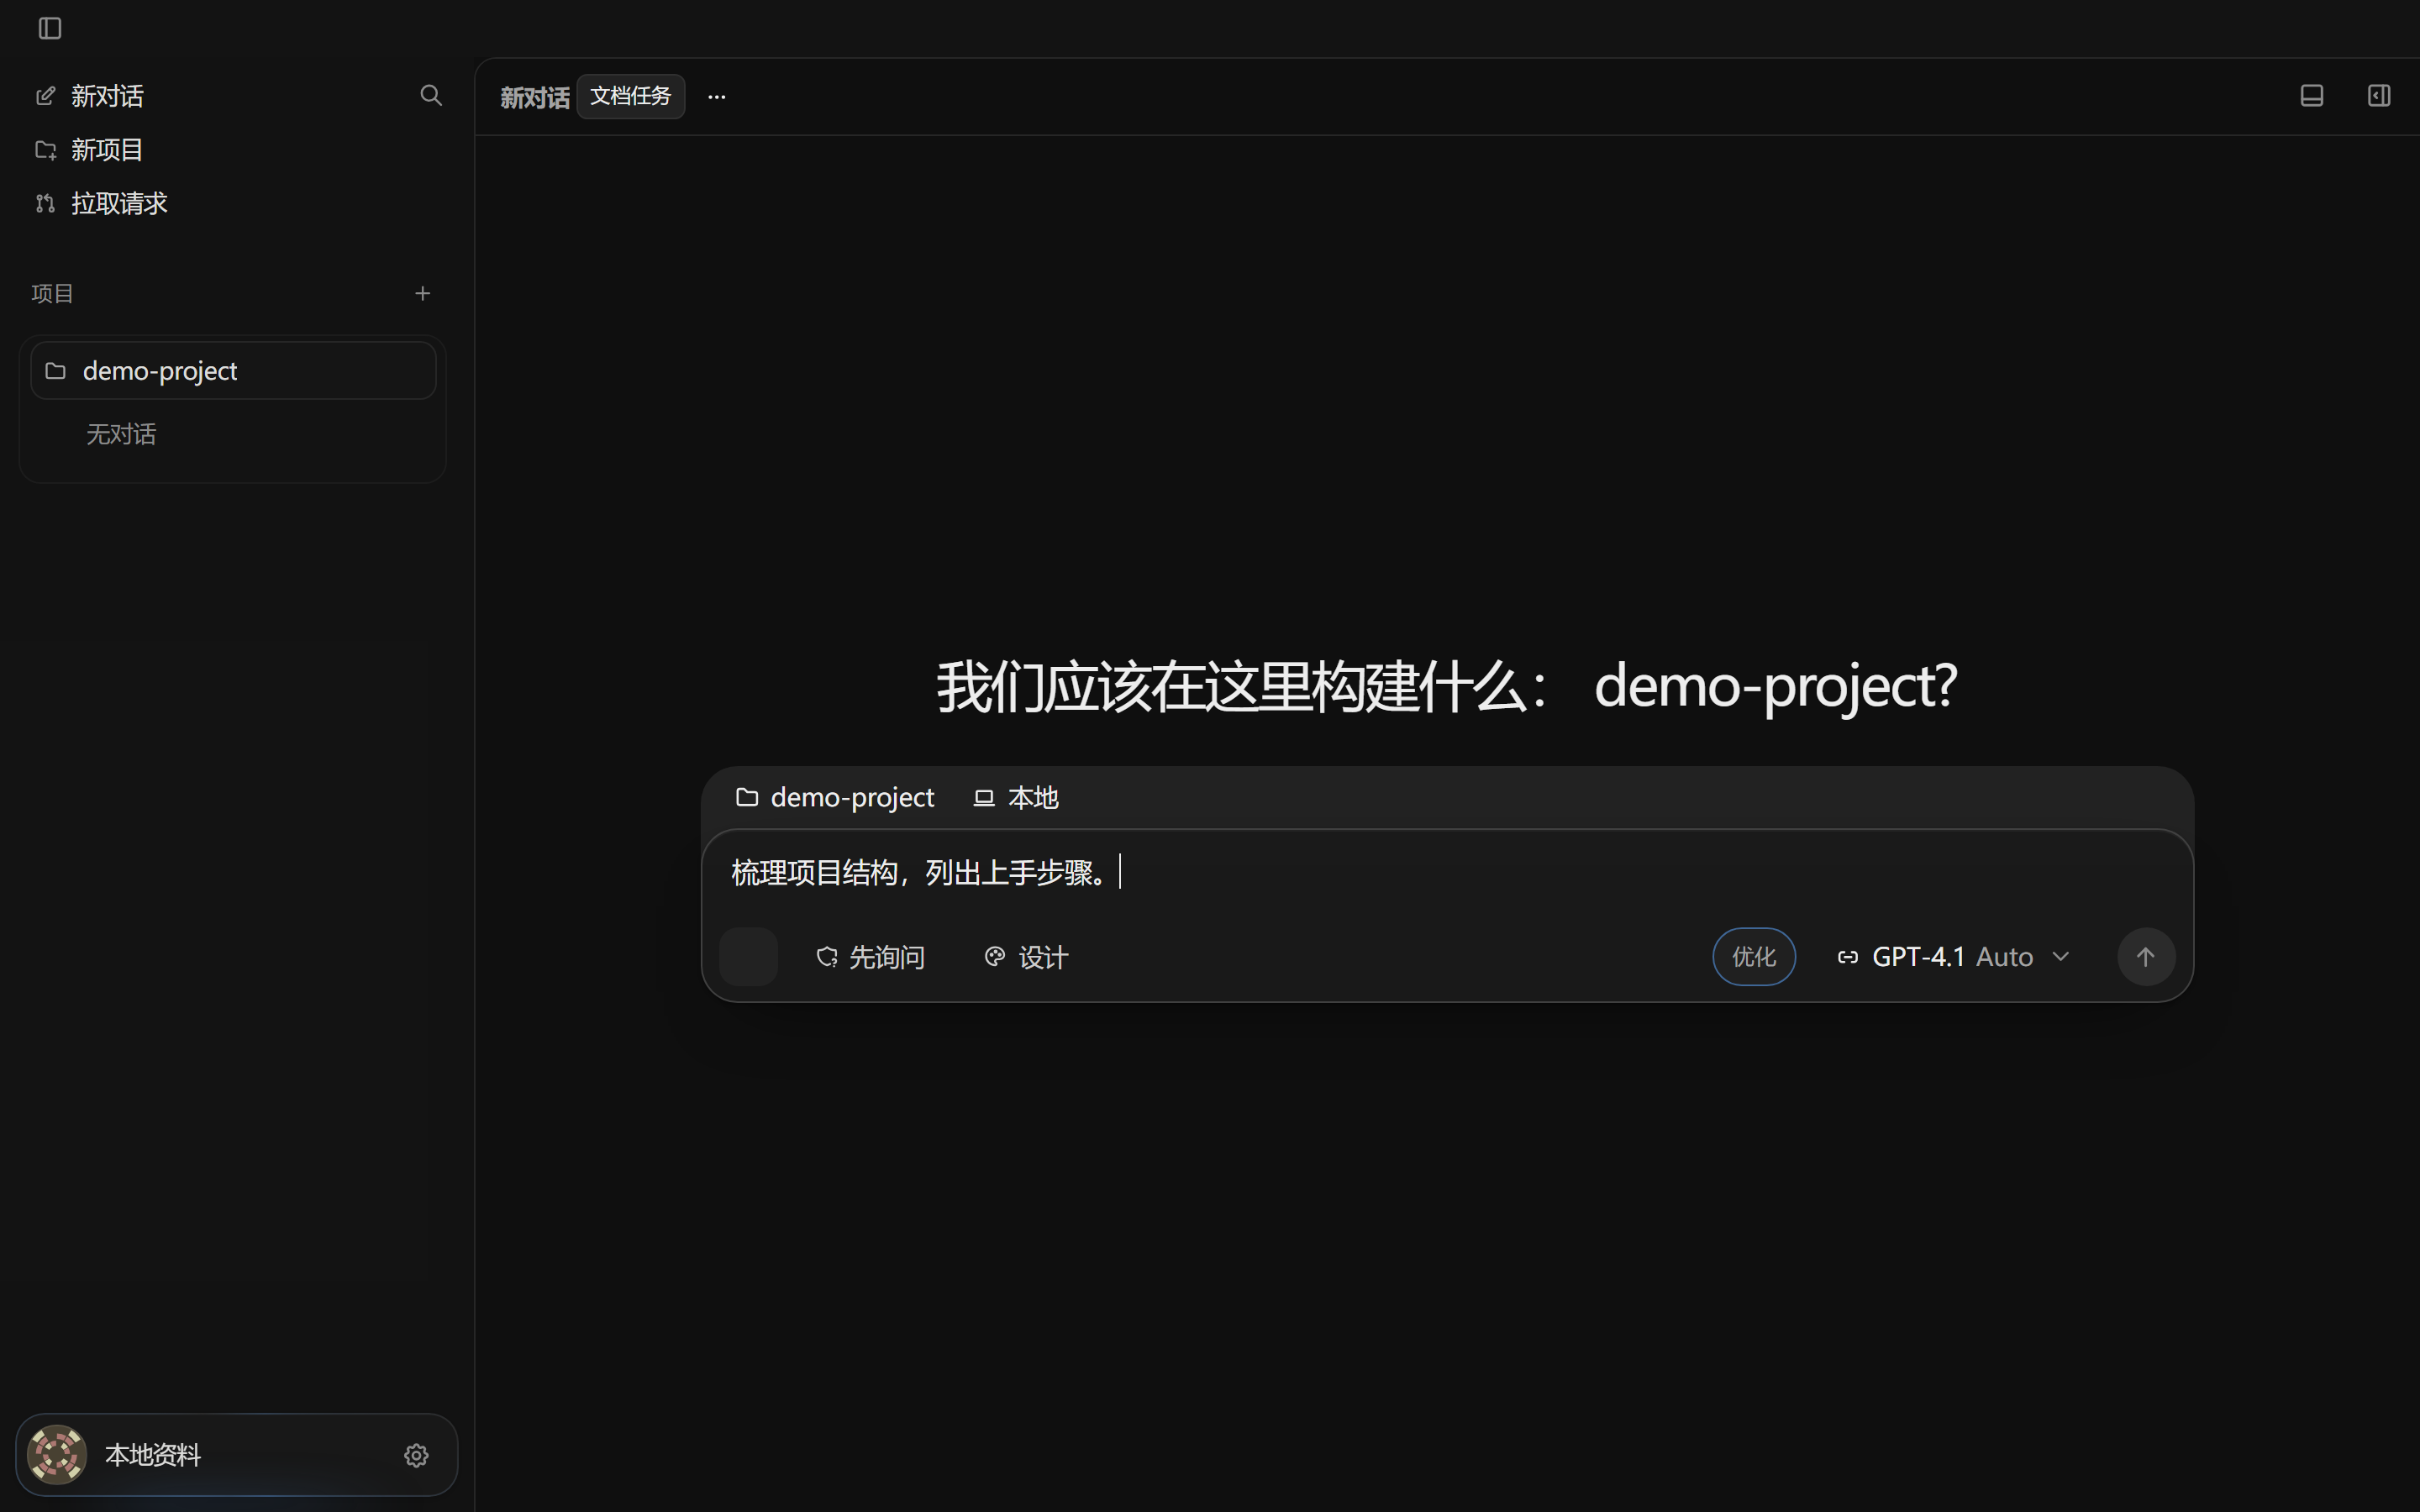 新对话
新项目
拉取请求
项目
demo-project
无对话
本地资料
新对话 文档任务
我们应该在这里构建什么： demo-project?
demo-project 本地
梳理项目结构，列出上手步骤。
先询问 设计 优化 GPT-4.1 Auto